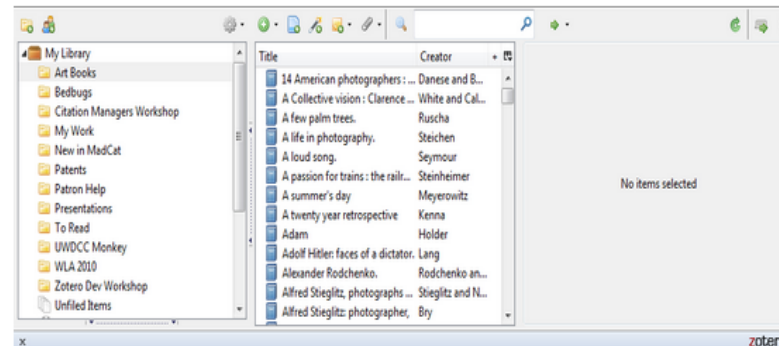 My Library
Art Books
Bedbugs
Citation Managers Workshop
My Work
New in MadCat
Patents
Patron Help
Presentations
To Read
UWDCC Monkey
WLA 2010
Zotero Dev Workshop
Unfiled Items
Title Creator
14 American photographers : ... Danese and B...
A Collective vision : Clarence ... White and Cal...
A few palm trees. Ruscha
A life in photography. Steichen
A loud song. Seymour
A passion for trains : the railr... Steinheimer
A summer's day Meyerowitz
A twenty year retrospective Kenna
Adam Holder
Adolf Hitler: faces of a dictator. Lang
Alexander Rodchenko. Rodchenko an...
Alfred Stieglitz, photographs ... Stieglitz and N...
Alfred Stieglitz: photographer, Bry
No items selected
x
zoter